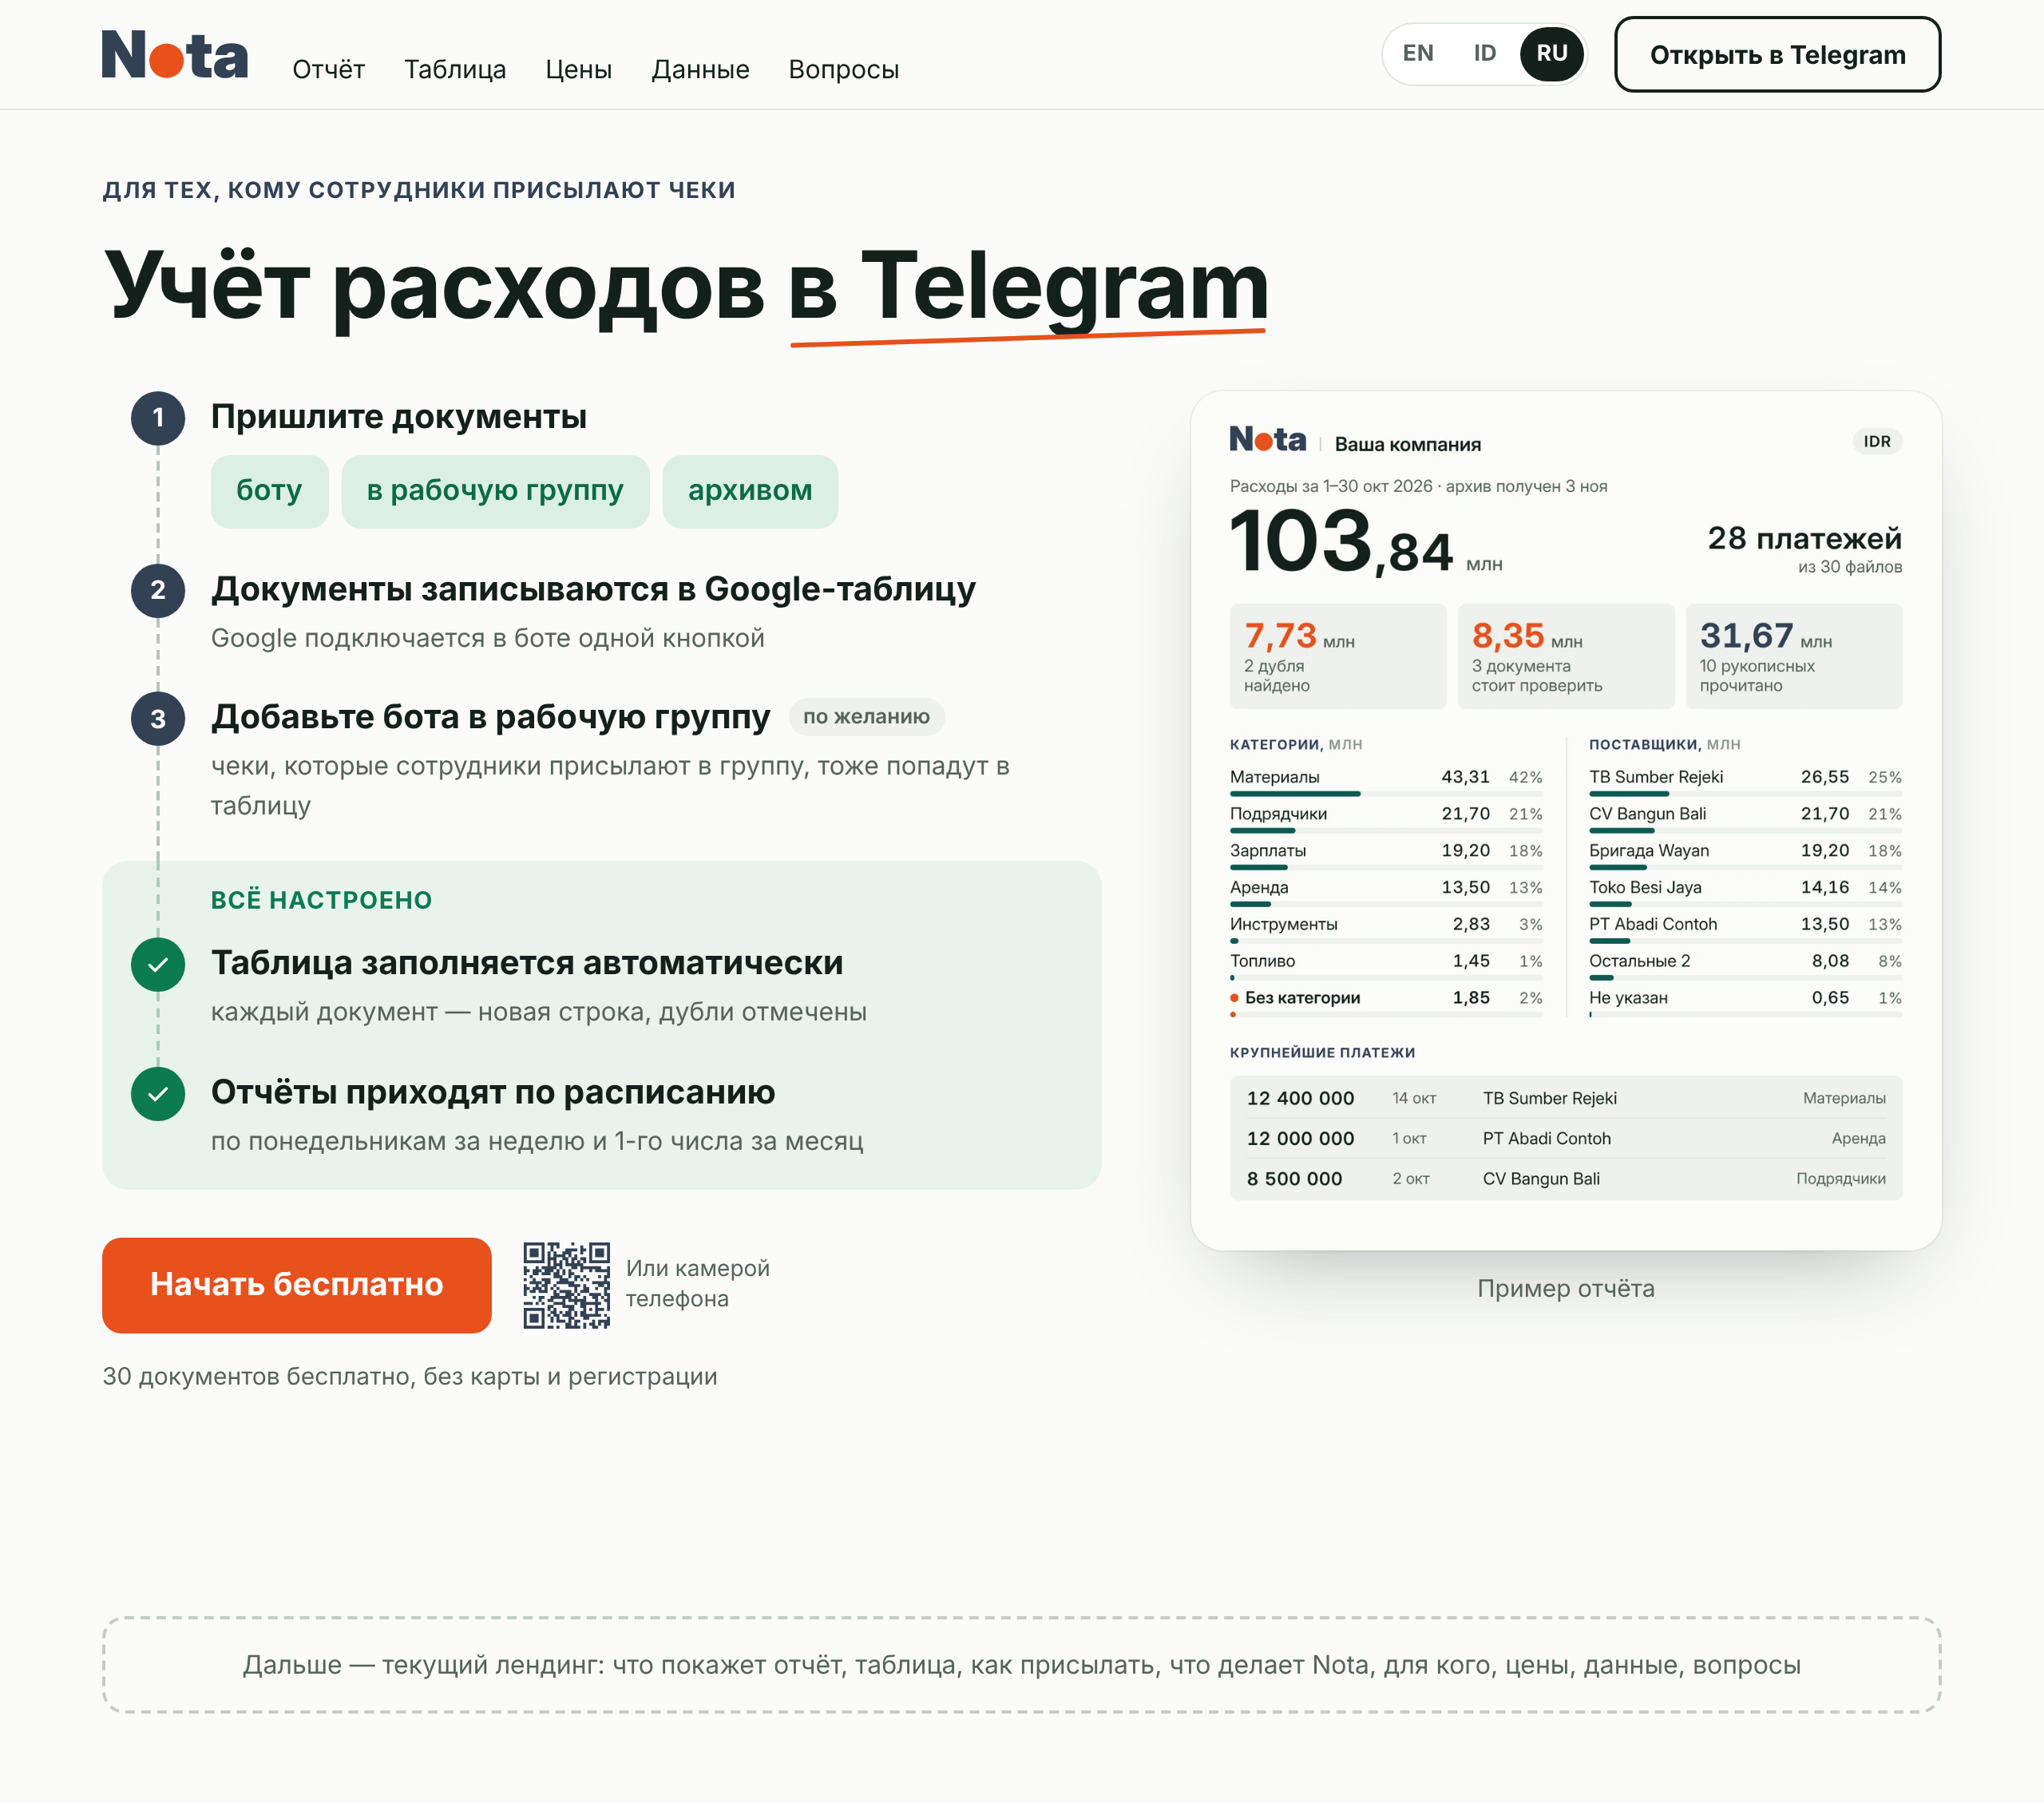 Nota
Отчёт Таблица Цены Данные Вопросы
EN ID RU
Открыть в Telegram
ДЛЯ ТЕХ, КОМУ СОТРУДНИКИ ПРИСЫЛАЮТ ЧЕКИ
Учёт расходов в Telegram
1 Пришлите документы
боту в рабочую группу архивом
2 Документы записываются в Google-таблицу
Google подключается в боте одной кнопкой
3 Добавьте бота в рабочую группу по желанию
чеки, которые сотрудники присылают в группу, тоже попадут в
таблицу
ВСЁ НАСТРОЕНО
Таблица заполняется автоматически
каждый документ — новая строка, дубли отмечены
Отчёты приходят по расписанию
по понедельникам за неделю и 1-го числа за месяц
Начать бесплатно
Или камерой
телефона
30 документов бесплатно, без карты и регистрации
Nota | Ваша компания IDR
Расходы за 1–30 окт 2026 · архив получен 3 ноя
103,84 млн
28 платежей
из 30 файлов
7,73 млн
2 дубля
найдено
8,35 млн
3 документа
стоит проверить
31,67 млн
10 рукописных
прочитано
КАТЕГОРИИ, МЛН
Материалы 43,31 42%
Подрядчики 21,70 21%
Зарплаты 19,20 18%
Аренда 13,50 13%
Инструменты 2,83 3%
Топливо 1,45 1%
Без категории 1,85 2%
ПОСТАВЩИКИ, МЛН
TB Sumber Rejeki 26,55 25%
CV Bangun Bali 21,70 21%
Бригада Wayan 19,20 18%
Toko Besi Jaya 14,16 14%
PT Abadi Contoh 13,50 13%
Остальные 2 8,08 8%
Не указан 0,65 1%
КРУПНЕЙШИЕ ПЛАТЕЖИ
12 400 000 14 окт TB Sumber Rejeki Материалы
12 000 000 1 окт PT Abadi Contoh Аренда
8 500 000 2 окт CV Bangun Bali Подрядчики
Пример отчёта
Дальше — текущий лендинг: что покажет отчёт, таблица, как присылать, что делает Nota, для кого, цены, данные, вопросы